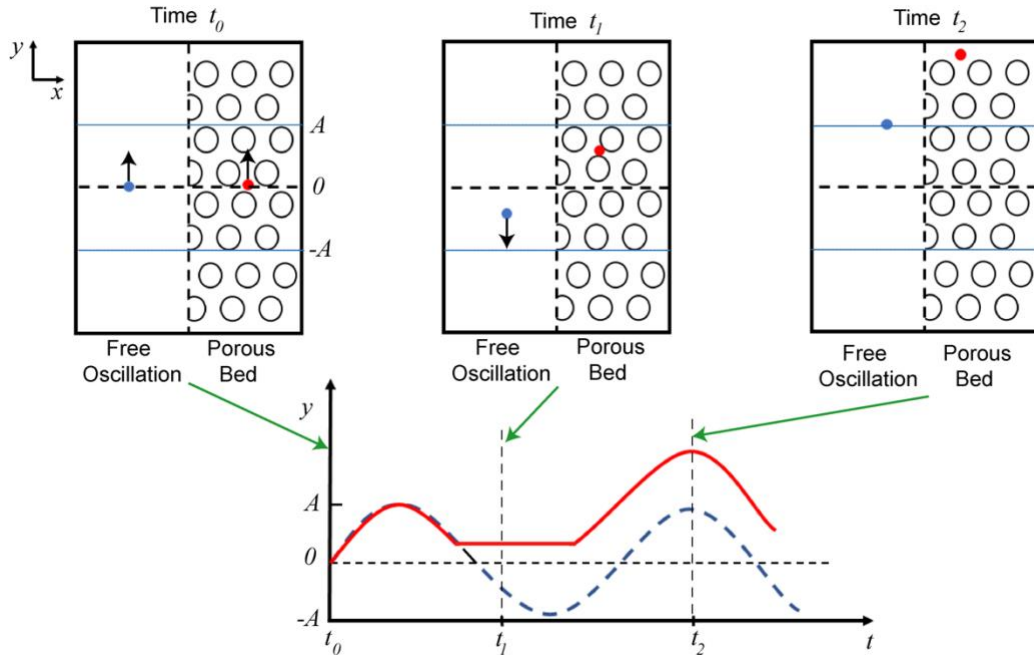 Time t0
Time t1
Time t2
y
x
A
0
-A
Free Oscillation
Porous Bed
Free Oscillation
Porous Bed
Free Oscillation
Porous Bed
y
A
0
-A
t0
t1
t2
t